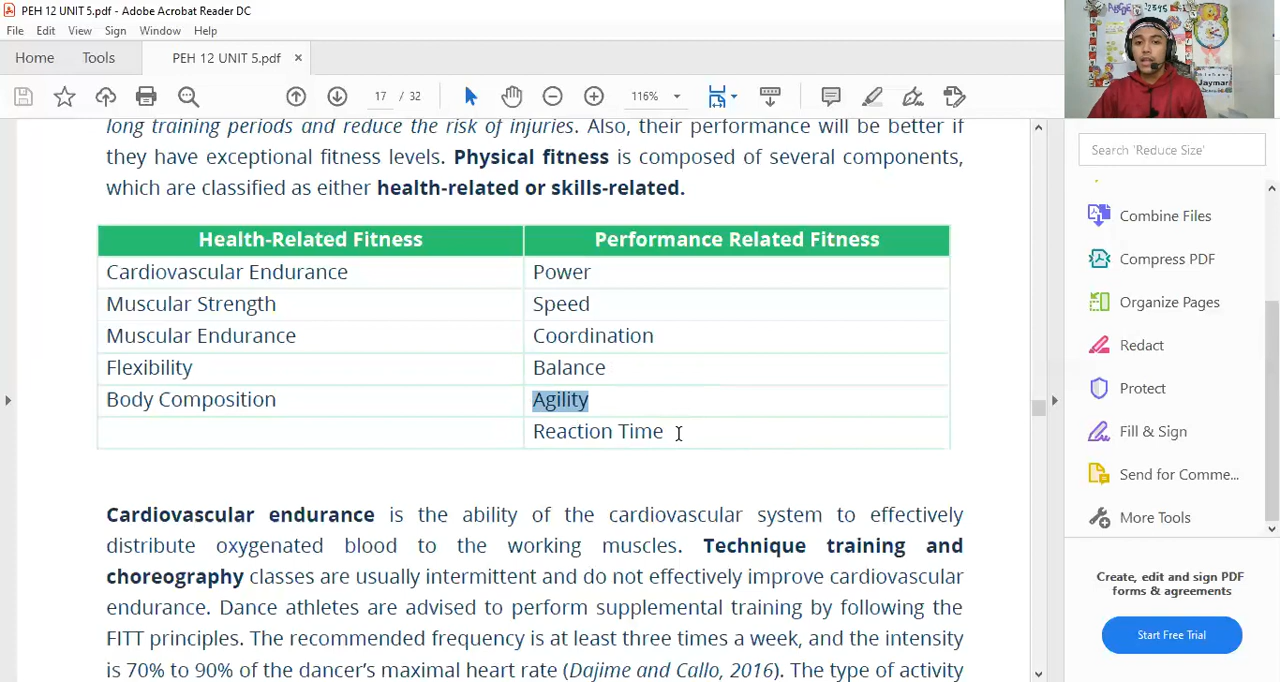 PEH 12 UNIT 5.pdf - Adobe Acrobat Reader DC
File Edit View Sign Window Help
Home Tools PEH 12 UNIT 5.pdf ×
17 / 32 116%
long training periods and reduce the risk of injuries. Also, their performance will be better if
they have exceptional fitness levels. Physical fitness is composed of several components,
which are classified as either health-related or skills-related.
Health-Related Fitness Performance Related Fitness
Cardiovascular Endurance Power
Muscular Strength Speed
Muscular Endurance Coordination
Flexibility Balance
Body Composition Agility
Reaction Time
Cardiovascular endurance is the ability of the cardiovascular system to effectively
distribute oxygenated blood to the working muscles. Technique training and
choreography classes are usually intermittent and do not effectively improve cardiovascular
endurance. Dance athletes are advised to perform supplemental training by following the
FITT principles. The recommended frequency is at least three times a week, and the intensity
is 70% to 90% of the dancer's maximal heart rate (Dajime and Callo, 2016). The type of activity
Search 'Reduce Size'
Combine Files
Compress PDF
Organize Pages
Redact
Protect
Fill & Sign
Send for Comme...
More Tools
Create, edit and sign PDF
forms & agreements
Start Free Trial